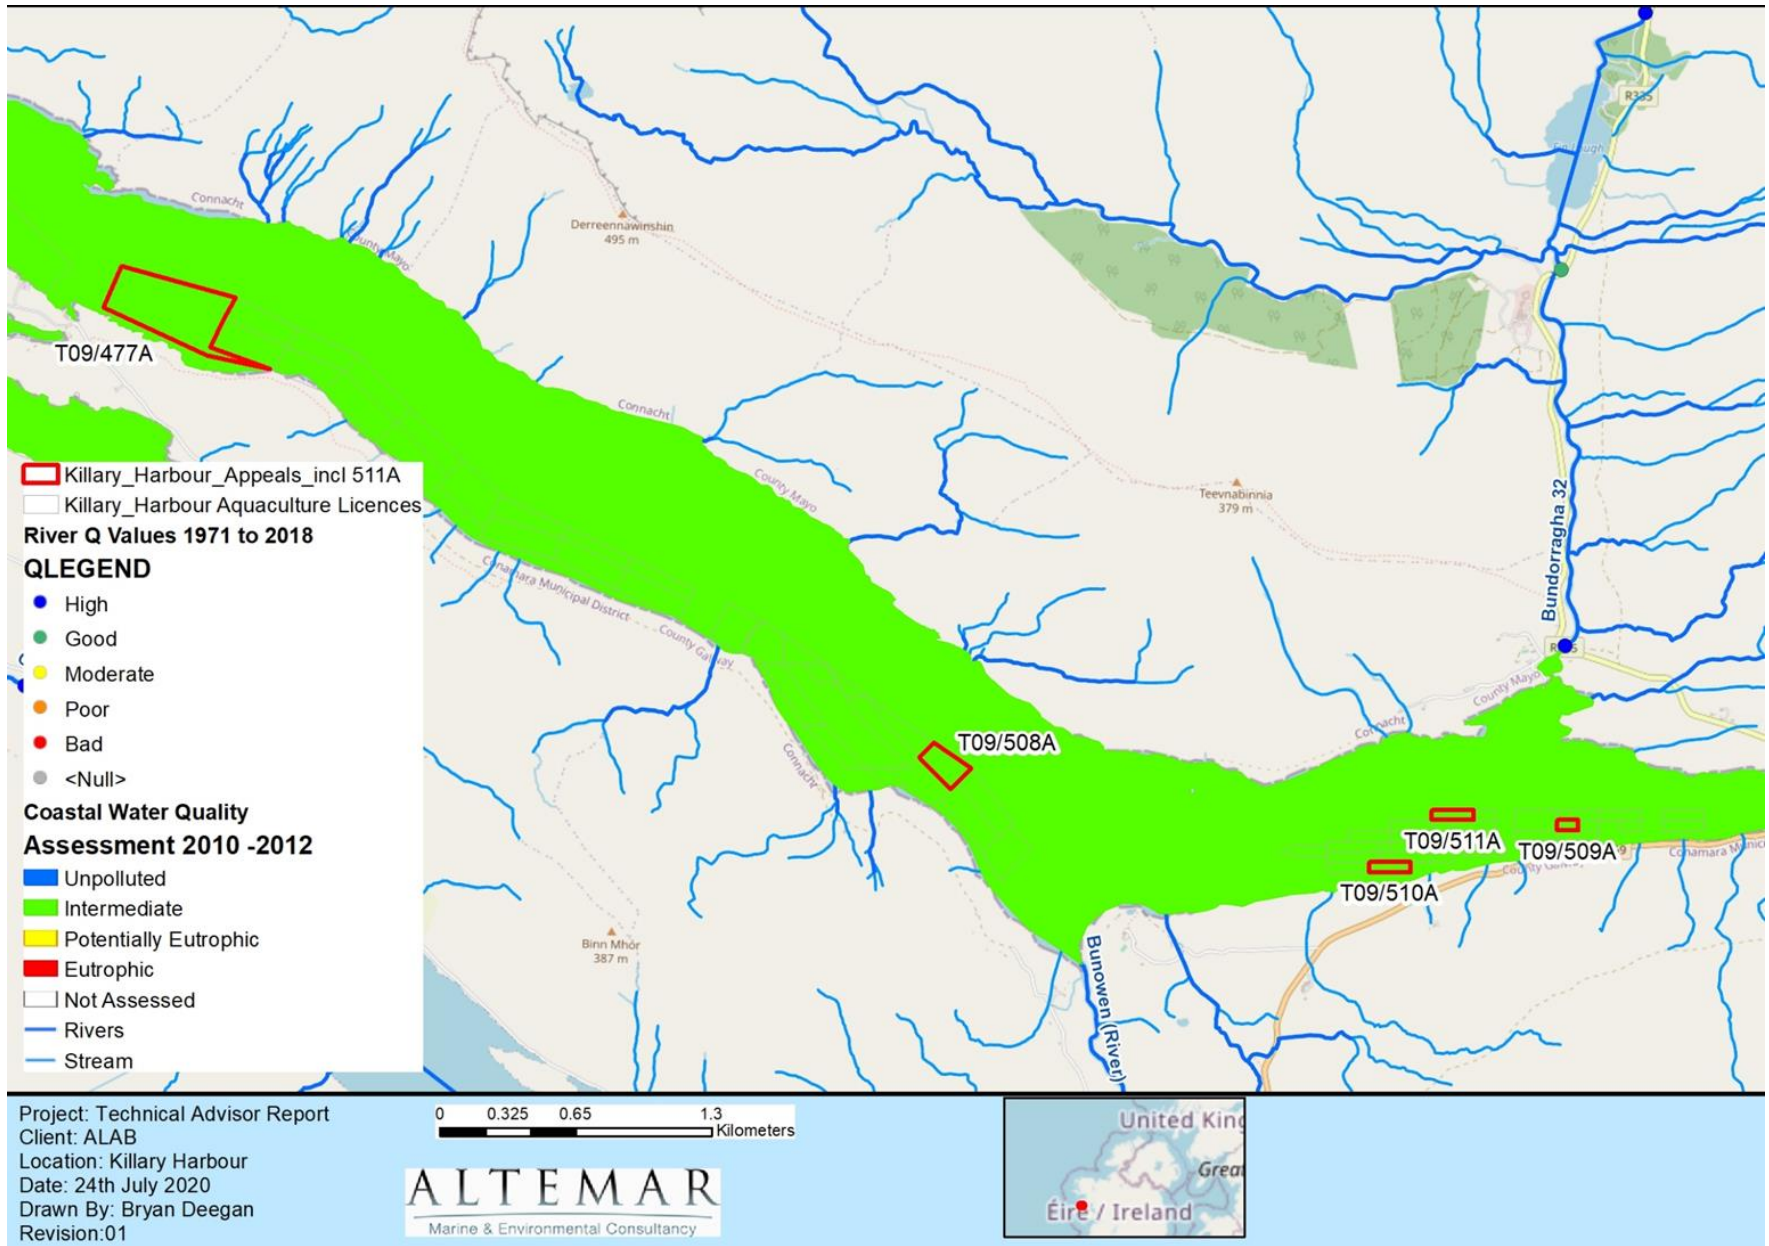 R335
Fin Lough
Connacht
County Mayo
Derreennawinshin
495 m
T09/477A
Connacht
County Mayo
Teevnabinnia
379 m
Bundorragha 32
Killary_Harbour_Appeals_incl 511A
Killary_Harbour Aquaculture Licences
River Q Values 1971 to 2018
QLEGEND
High
Good
Moderate
Poor
Bad
<Null>
Coastal Water Quality
Assessment 2010 -2012
Unpolluted
Intermediate
Potentially Eutrophic
Eutrophic
Not Assessed
Rivers
Stream
Conamara Municipal District
County Galway
Connacht
County Mayo
Connacht
T09/508A
T09/511A
T09/509A
T09/510A
Binn Mhór
387 m
Bunowen (River)
Project: Technical Advisor Report
Client: ALAB
Location: Killary Harbour
Date: 24th July 2020
Drawn By: Bryan Deegan
Revision:01
0 0.325 0.65 1.3
Kilometers
ALTEMAR
Marine & Environmental Consultancy
United King
Great
Éire / Ireland